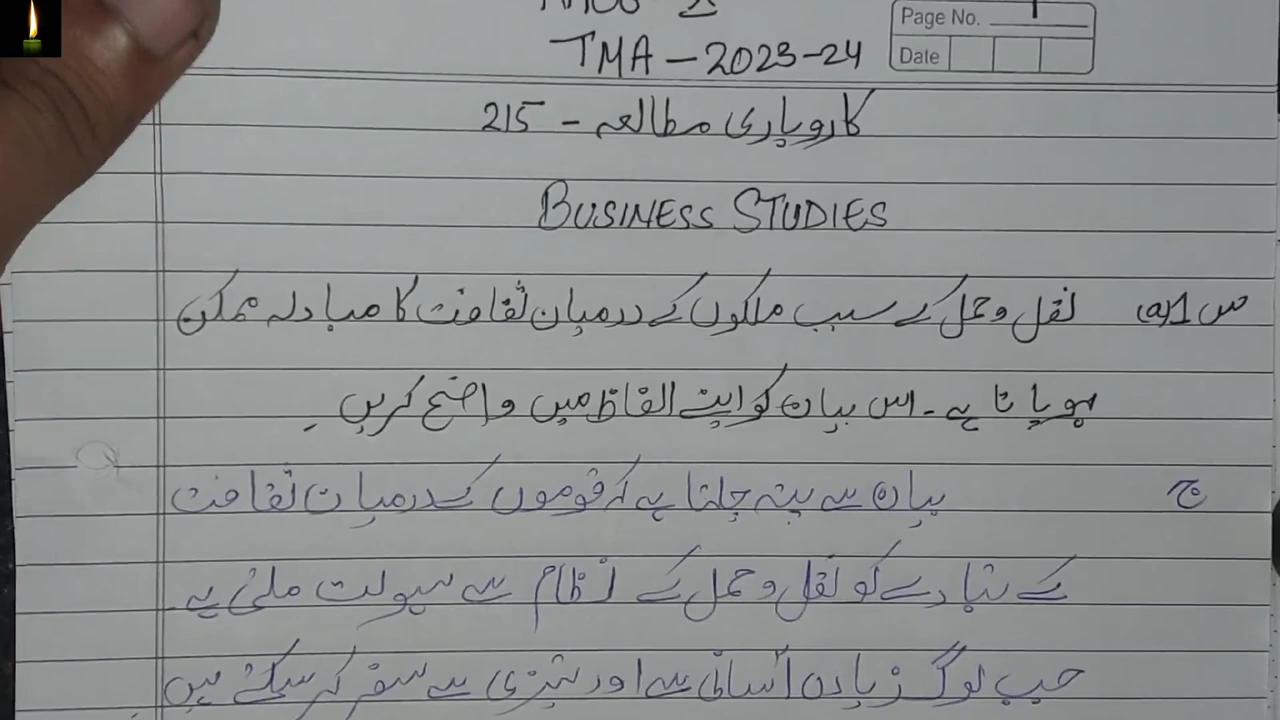 Page No. 1
TMA - 2023-24
Date
کاروباری مطالعہ - 215
BUSINESS STUDIES
س 1(a) نقل و حمل کے سبب ملکوں کے درمیان ثقافت کا مبادلہ ممکن
ہو پاتا ہے۔ اس بیان کو اپنے الفاظ میں واضح کریں۔
ج بیان سے پتہ چلتا ہے کہ قوموں کے درمیان ثقافت
کے تبادلے کو نقل و حمل کے نظام سے سہولت ملتی ہے
جب لوگ زیادہ آسانی سے اور تیزی سے سفر کر سکتے ہیں